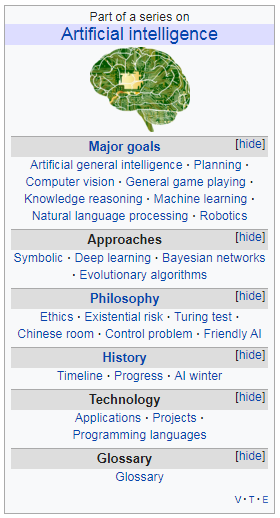 Part of a series on
Artificial intelligence
Major goals [hide]
Artificial general intelligence · Planning ·
Computer vision · General game playing ·
Knowledge reasoning · Machine learning ·
Natural language processing · Robotics
Approaches [hide]
Symbolic · Deep learning · Bayesian networks
· Evolutionary algorithms
Philosophy [hide]
Ethics · Existential risk · Turing test ·
Chinese room · Control problem · Friendly AI
History [hide]
Timeline · Progress · AI winter
Technology [hide]
Applications · Projects ·
Programming languages
Glossary [hide]
Glossary
V · T · E